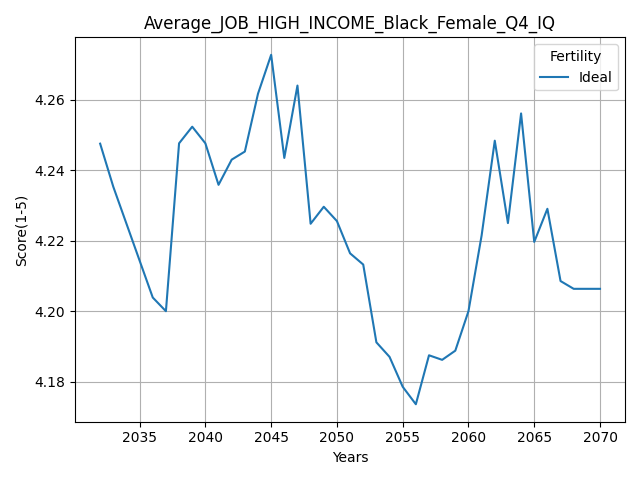 Average_JOB_HIGH_INCOME_Black_Female_Q4_IQ
Fertility
Ideal
Score(1-5)
4.26
4.24
4.22
4.20
4.18
2035 2040 2045 2050 2055 2060 2065 2070
Years